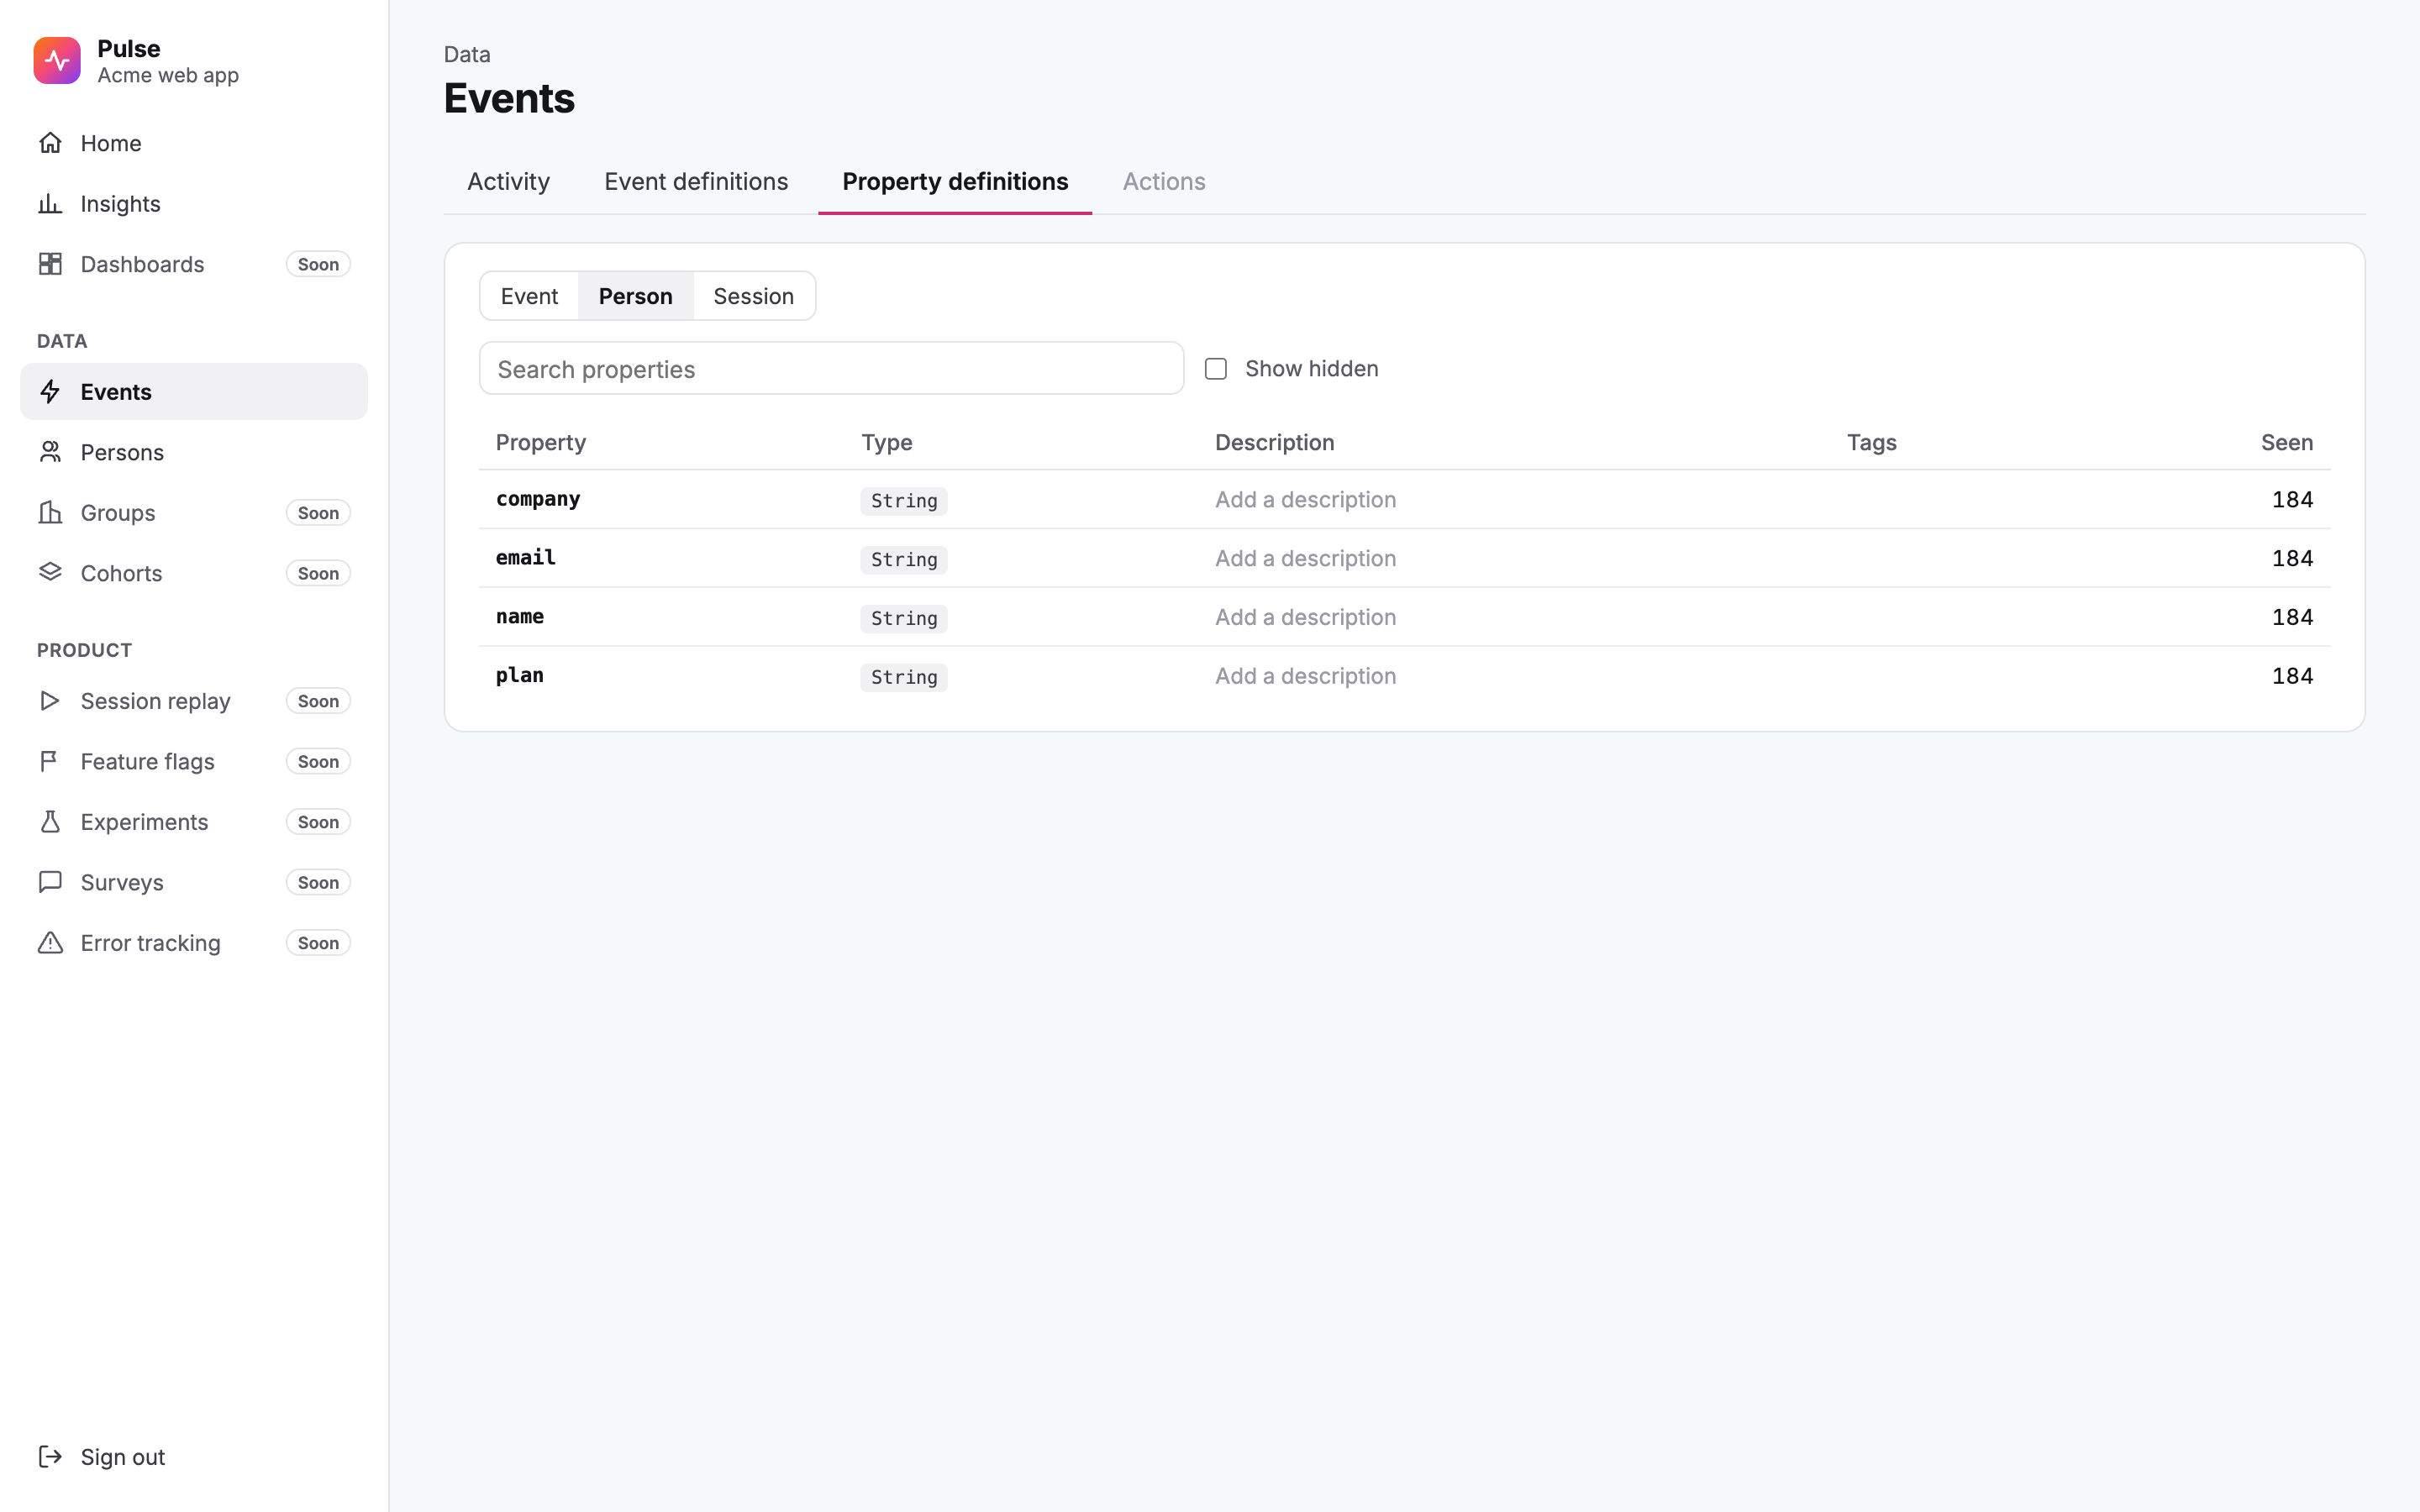 Pulse
Acme web app
Home
Insights
Dashboards Soon
DATA
Events
Persons
Groups Soon
Cohorts Soon
PRODUCT
Session replay Soon
Feature flags Soon
Experiments Soon
Surveys Soon
Error tracking Soon
Sign out
Data
Events
Activity Event definitions Property definitions Actions
Event Person Session
Search properties Show hidden
Property Type Description Tags Seen
company String Add a description 184
email String Add a description 184
name String Add a description 184
plan String Add a description 184